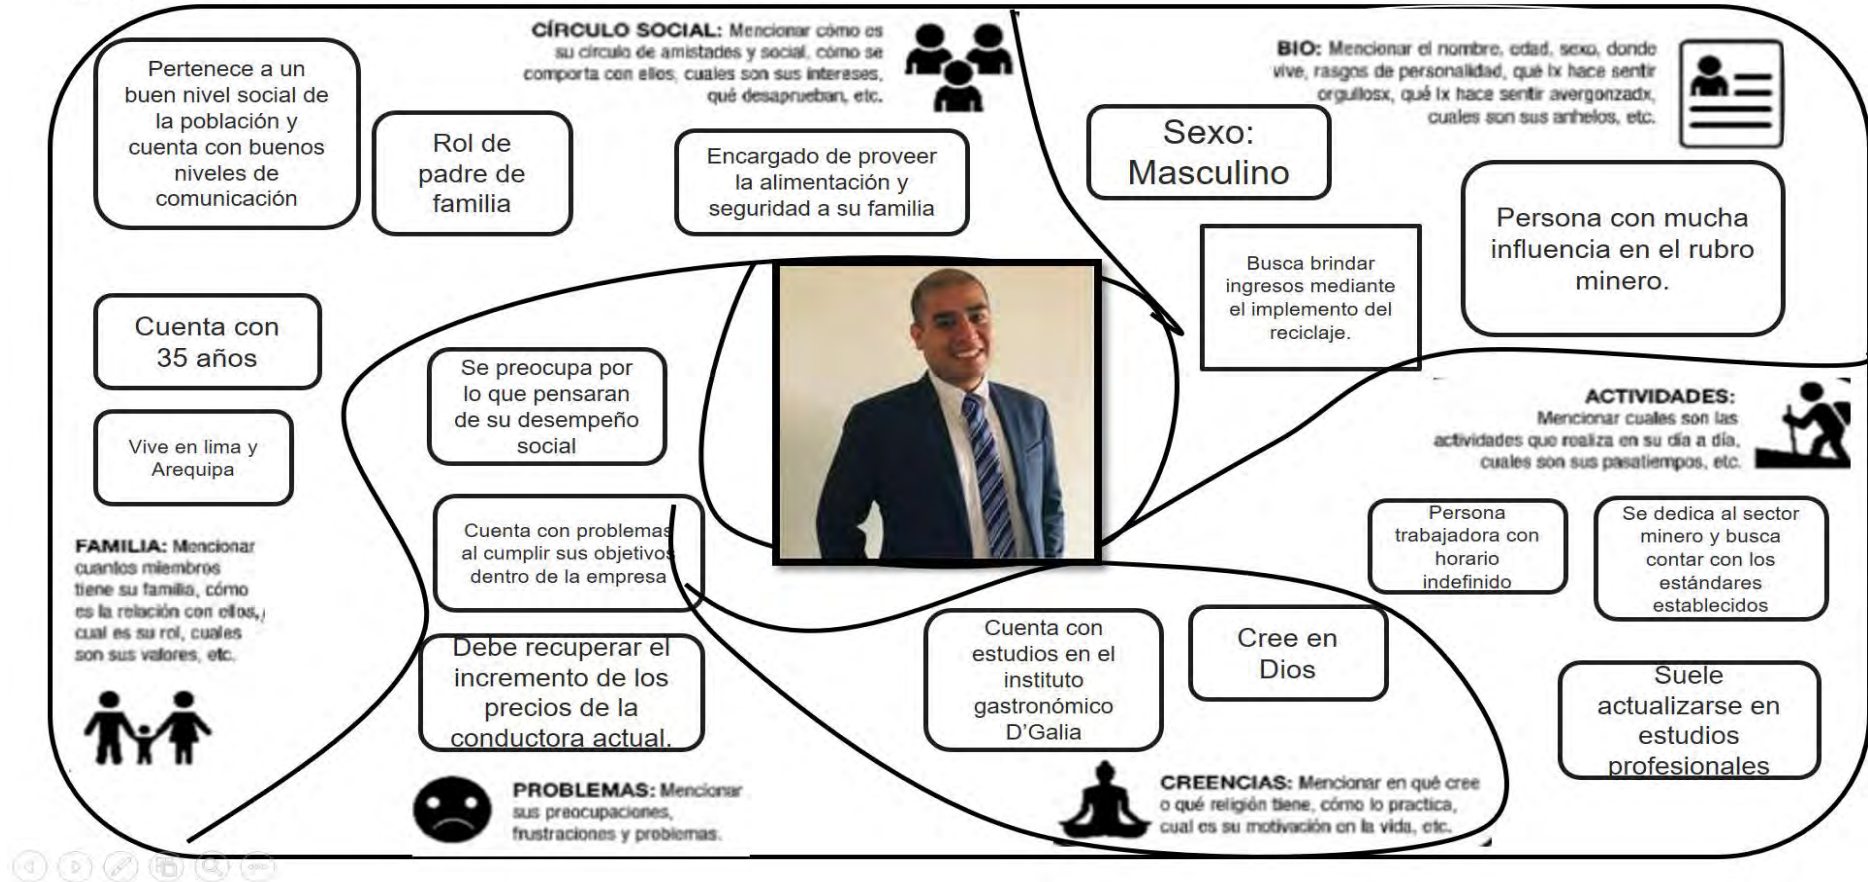 Pertenece a un
buen nivel social de
la población y
cuenta con buenos
niveles de
comunicación
Rol de
padre de
familia
CÍRCULO SOCIAL: Mencionar cómo es
su círculo de amistades y social, cómo se
comporta con ellos, cuales son sus intereses,
qué desaprueban, etc.
Encargado de proveer
la alimentación y
seguridad a su familia
BIO: Mencionar el nombre, edad, sexo, donde
vive, rasgos de personalidad, qué lx hace sentir
orgullosx, qué lx hace sentir avergonzadx,
cuales son sus anhelos, etc.
Sexo:
Masculino
Busca brindar
ingresos mediante
el implemento del
reciclaje.
Persona con mucha
influencia en el rubro
minero.
Cuenta con
35 años
Vive en lima y
Arequipa
FAMILIA: Mencionar
cuantos miembros
tiene su familia, cómo
es la relación con ellos,
cual es su rol, cuales
son sus valores, etc.
Se preocupa por
lo que pensaran
de su desempeño
social
Cuenta con problemas
al cumplir sus objetivos
dentro de la empresa
Debe recuperar el
incremento de los
precios de la
conductora actual.
PROBLEMAS: Mencionar
sus preocupaciones,
frustraciones y problemas.
ACTIVIDADES:
Mencionar cuales son las
actividades que realiza en su día a día,
cuales son sus pasatiempos, etc.
Persona
trabajadora con
horario
indefinido
Se dedica al sector
minero y busca
contar con los
estándares
establecidos
Suele
actualizarse en
estudios
profesionales
Cuenta con
estudios en el
instituto
gastronómico
D’Galia
Cree en
Dios
CREENCIAS: Mencionar en qué cree
o qué religión tiene, cómo lo practica,
cual es su motivación en la vida, etc.